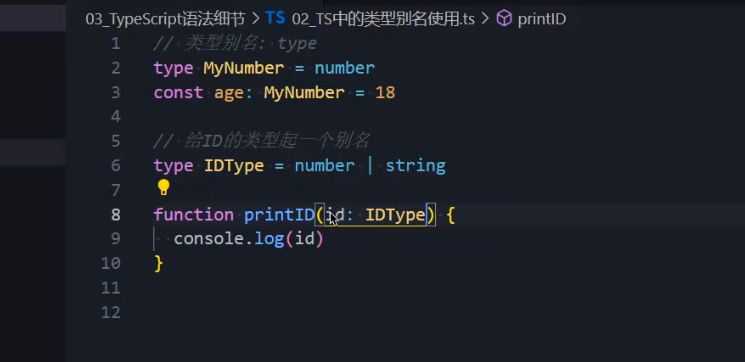 03_TypeScript语法细节 > TS 02_TS中的类型别名使用.ts > printID
1 // 类型别名: type
2 type MyNumber = number
3 const age: MyNumber = 18
4
5 // 给ID的类型起一个别名
6 type IDType = number | string
7
8 function printID(id: IDType) {
9 console.log(id)
10 }
11
12